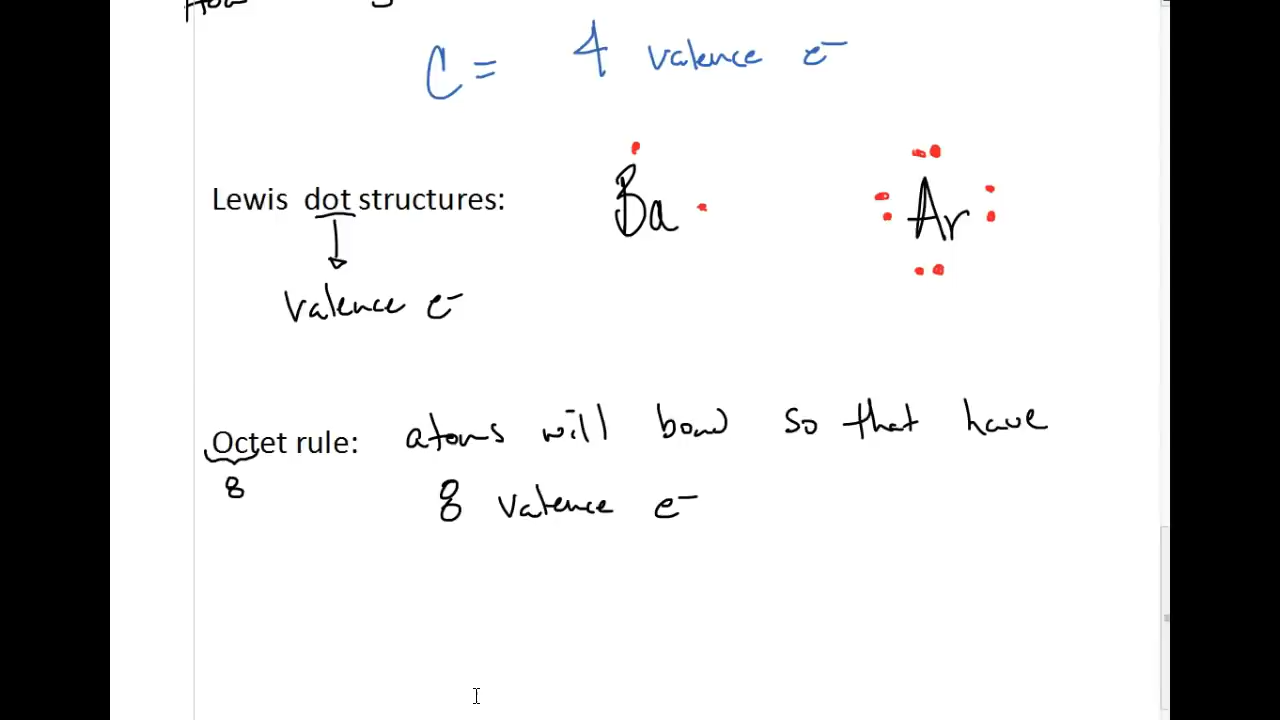 C = 4 valence e⁻
Lewis dot structures: Ba Ar
valence e⁻
Octet rule: atoms will bond so that have
8 8 valence e⁻